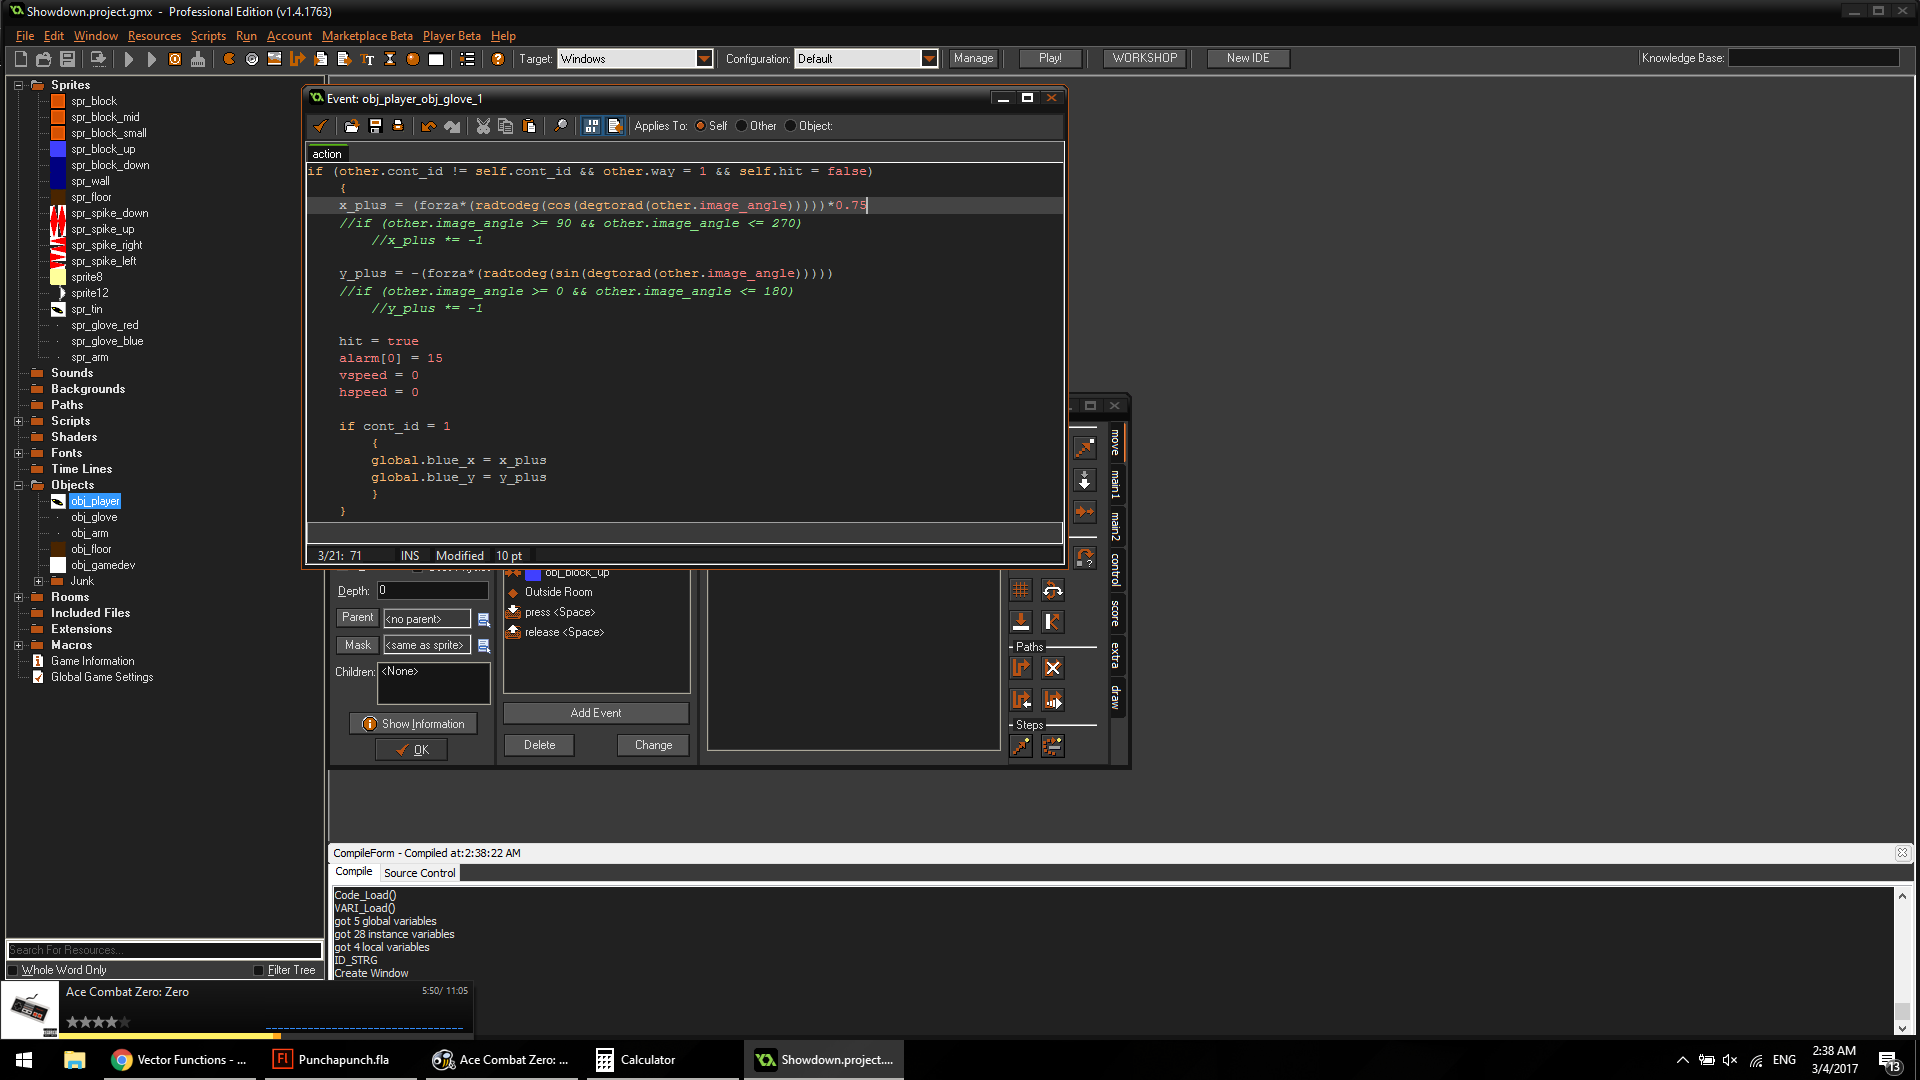 Showdown.project.gmx - Professional Edition (v1.4.1763)
File Edit Window Resources Scripts Run Account Marketplace Beta Player Beta Help
Target: Windows Configuration: Default Manage Play! WORKSHOP New IDE Knowledge Base:
Sprites
spr_block
spr_block_mid
spr_block_small
spr_block_up
spr_block_down
spr_wall
spr_floor
spr_spike_down
spr_spike_up
spr_spike_right
spr_spike_left
sprite8
sprite12
spr_tin
spr_glove_red
spr_glove_blue
spr_arm
Sounds
Backgrounds
Paths
Scripts
Shaders
Fonts
Time Lines
Objects
obj_player
obj_glove
obj_arm
obj_floor
obj_gamedev
Junk
Rooms
Included Files
Extensions
Macros
Game Information
Global Game Settings
Search For Resources...
Whole Word Only Filter Tree
Event: obj_player_obj_glove_1
Applies To: Self Other Object:
action
if (other.cont_id != self.cont_id && other.way = 1 && self.hit = false)
{
x_plus = (forza*(radtodeg(cos(degtorad(other.image_angle)))))*0.75
//if (other.image_angle >= 90 && other.image_angle <= 270)
//x_plus *= -1
y_plus = -(forza*(radtodeg(sin(degtorad(other.image_angle)))))
//if (other.image_angle >= 0 && other.image_angle <= 180)
//y_plus *= -1
hit = true
alarm[0] = 15
vspeed = 0
hspeed = 0
if cont_id = 1
{
global.blue_x = x_plus
global.blue_y = y_plus
}
}
3/21: 71 INS Modified 10 pt
Depth: 0
Parent <no parent>
Mask <same as sprite>
Children: <None>
Show Information
OK
obj_block_up
Outside Room
press <Space>
release <Space>
Add Event
Delete Change
Paths
Steps
move
main1
main2
control
score
extra
draw
CompileForm - Compiled at:2:38:22 AM
Compile Source Control
Code_Load()
VARI_Load()
got 5 global variables
got 28 instance variables
got 4 local variables
ID_STRG
Create Window
Ace Combat Zero: Zero 5:50/ 11:05
Vector Functions - ... Punchapunch.fla Ace Combat Zero: ... Calculator Showdown.project....
ENG 2:38 AM
3/4/2017
13